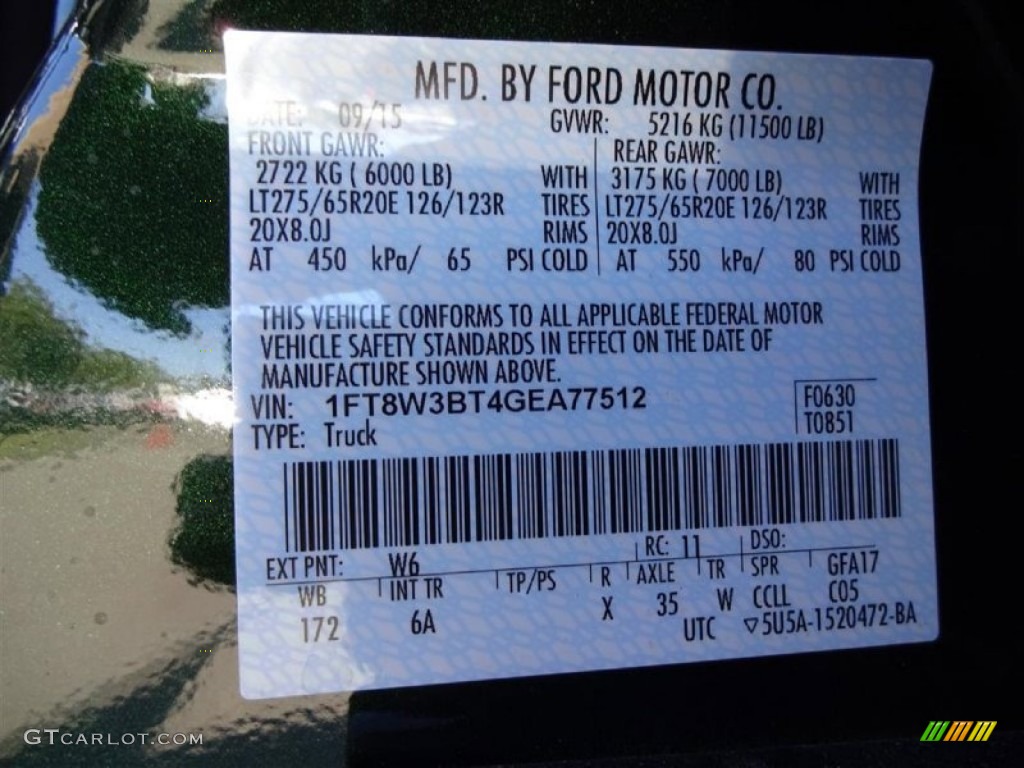 MFD. BY FORD MOTOR CO.
DATE: 09/15 GVWR: 5216 KG (11500 LB)
FRONT GAWR: REAR GAWR:
2722 KG ( 6000 LB) WITH 3175 KG ( 7000 LB) WITH
LT275/65R20E 126/123R TIRES LT275/65R20E 126/123R TIRES
20X8.0J RIMS 20X8.0J RIMS
AT 450 kPa/ 65 PSI COLD AT 550 kPa/ 80 PSI COLD
THIS VEHICLE CONFORMS TO ALL APPLICABLE FEDERAL MOTOR
VEHICLE SAFETY STANDARDS IN EFFECT ON THE DATE OF
MANUFACTURE SHOWN ABOVE.
VIN: 1FT8W3BT4GEA77512 F0630
TYPE: Truck T0851
EXT PNT: W6 RC: 11 DSO:
WB INT TR TP/PS R AXLE TR SPR GFA17
172 6A X 35 W CCLL C05
UTC ▽5U5A-1520472-BA
GTCARLOT.COM